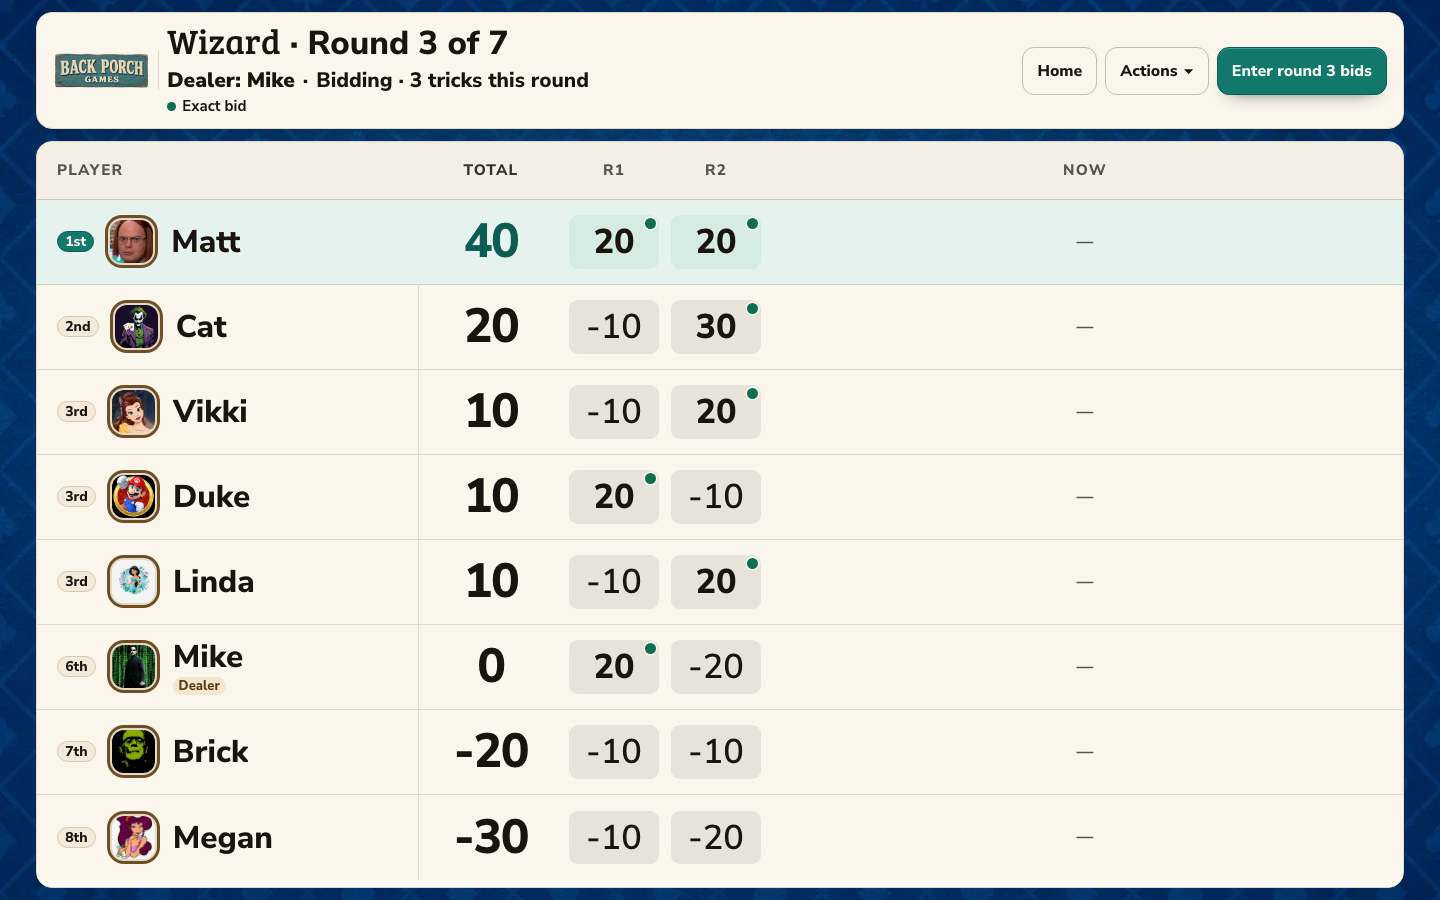 BACK PORCH
GAMES
Wizard · Round 3 of 7
Dealer: Mike · Bidding · 3 tricks this round
Exact bid
Home
Actions
Enter round 3 bids
PLAYER TOTAL R1 R2 NOW
1st Matt 40 20 20 —
2nd Cat 20 -10 30 —
3rd Vikki 10 -10 20 —
3rd Duke 10 20 -10 —
3rd Linda 10 -10 20 —
6th Mike 0 20 -20 —
Dealer
7th Brick -20 -10 -10 —
8th Megan -30 -10 -20 —